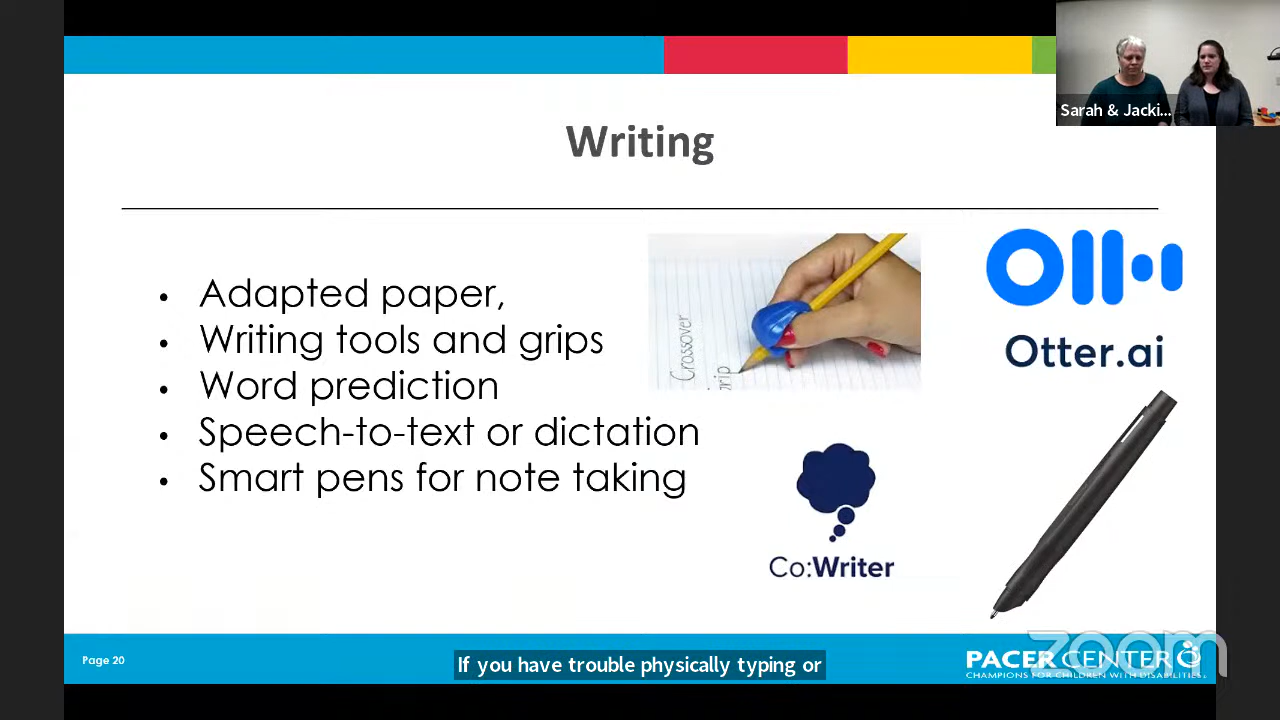 Sarah & Jacki...
Writing
• Adapted paper,
• Writing tools and grips
• Word prediction
• Speech-to-text or dictation
• Smart pens for note taking
Crossover
Otter.ai
Co:Writer
Page 20
If you have trouble physically typing or
PACER CENTER
CHAMPIONS FOR CHILDREN WITH DISABILITIES
zoom